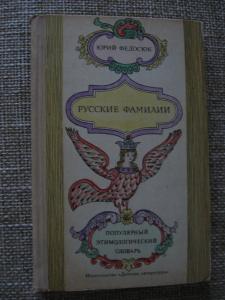 ЮРИЙ ФЕДОСЮК
РУССКИЕ ФАМИЛИИ
ПОПУЛЯРНЫЙ
ЭТИМОЛОГИЧЕСКИЙ
СЛОВАРЬ
Издательство «Детская литература»